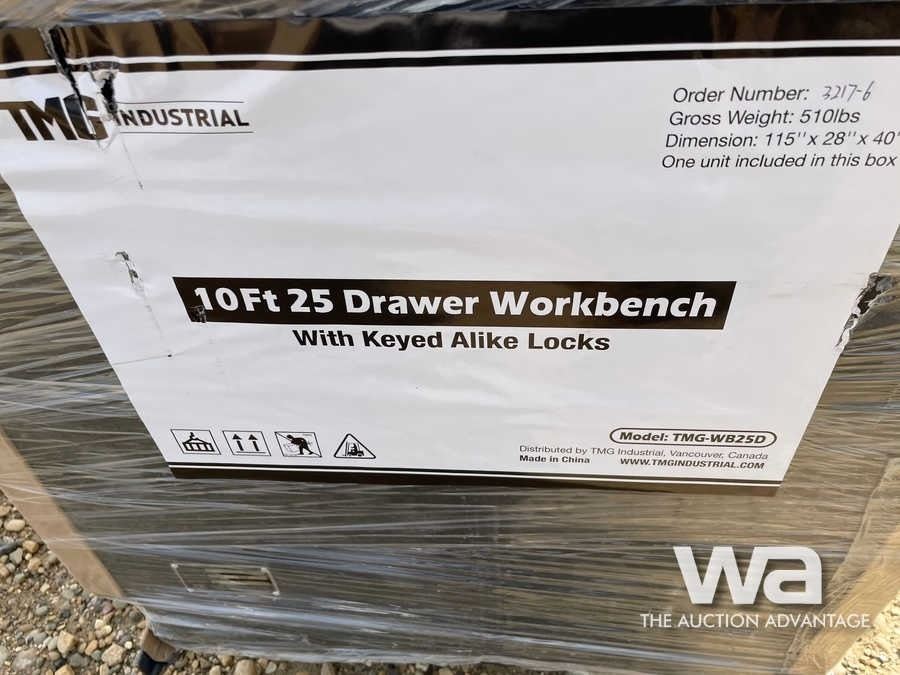 TMG INDUSTRIAL
Order Number: 3217-6
Gross Weight: 510lbs
Dimension: 115'' x 28'' x 40''
One unit included in this box
10Ft 25 Drawer Workbench
With Keyed Alike Locks
Model: TMG-WB25D
Distributed by TMG Industrial, Vancouver, Canada
Made in China WWW.TMGINDUSTRIAL.COM
wa
THE AUCTION ADVANTAGE